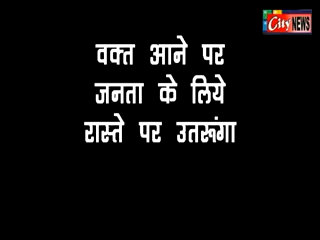 City NEWS
वक्त आने पर
जनता के लिये
रास्ते पर उतरूंगा